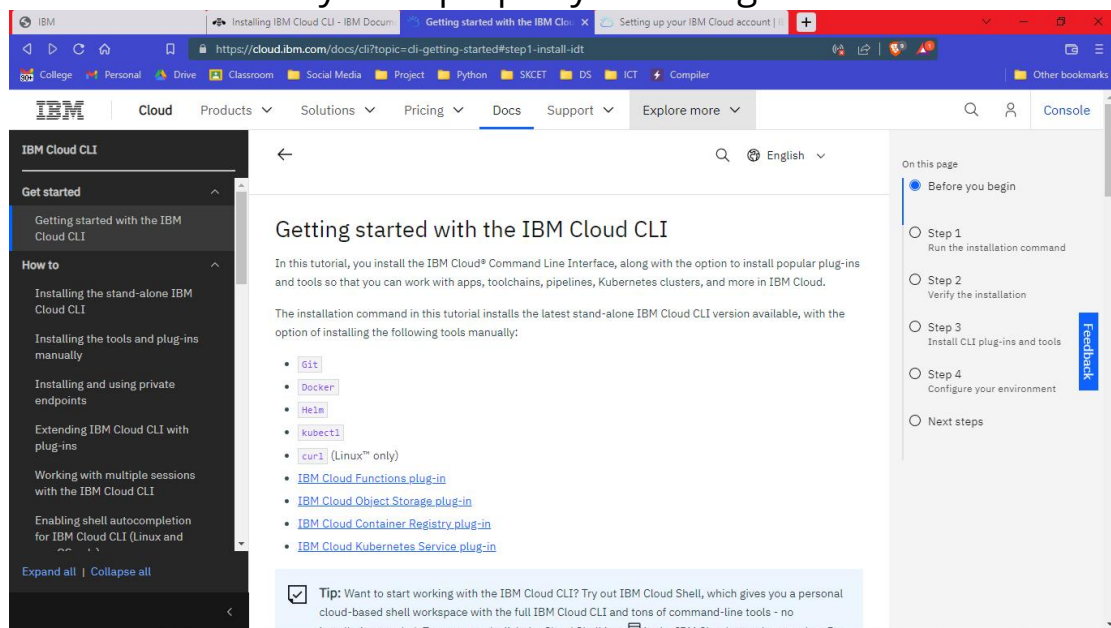 IBM
Installing IBM Cloud CLI - IBM Docum
Getting started with the IBM Clou
Setting up your IBM Cloud account |
https://cloud.ibm.com/docs/cli?topic=cli-getting-started#step1-install-idt
College
Personal
Drive
Classroom
Social Media
Project
Python
SKCET
DS
ICT
Compiler
Other bookmarks
IBM
Cloud
Products
Solutions
Pricing
Docs
Support
Explore more
Console
IBM Cloud CLI
Get started
Getting started with the IBM
Cloud CLI
How to
Installing the stand-alone IBM
Cloud CLI
Installing the tools and plug-ins
manually
Installing and using private
endpoints
Extending IBM Cloud CLI with
plug-ins
Working with multiple sessions
with the IBM Cloud CLI
Enabling shell autocompletion
for IBM Cloud CLI (Linux and
Expand all | Collapse all
English
Getting started with the IBM Cloud CLI
In this tutorial, you install the IBM Cloud® Command Line Interface, along with the option to install popular plug-ins
and tools so that you can work with apps, toolchains, pipelines, Kubernetes clusters, and more in IBM Cloud.
The installation command in this tutorial installs the latest stand-alone IBM Cloud CLI version available, with the
option of installing the following tools manually:
• Git
• Docker
• Helm
• kubectl
• curl (Linux™ only)
• IBM Cloud Functions plug-in
• IBM Cloud Object Storage plug-in
• IBM Cloud Container Registry plug-in
• IBM Cloud Kubernetes Service plug-in
Tip: Want to start working with the IBM Cloud CLI? Try out IBM Cloud Shell, which gives you a personal
cloud-based shell workspace with the full IBM Cloud CLI and tons of command-line tools - no
On this page
Before you begin
Step 1
Run the installation command
Step 2
Verify the installation
Step 3
Install CLI plug-ins and tools
Step 4
Configure your environment
Next steps
Feedback